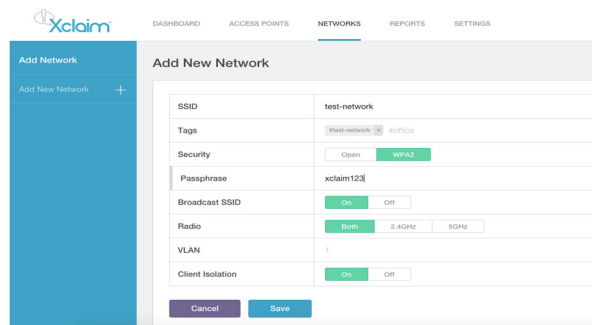 Xclaim
DASHBOARD ACCESS POINTS NETWORKS REPORTS SETTINGS
Add Network
Add New Network
Add New Network +
SSID test-network
Tags #test-network × #office
Security Open WPA2
Passphrase xclaim123
Broadcast SSID On Off
Radio Both 2.4GHz 5GHz
VLAN 1
Client Isolation On Off
Cancel Save